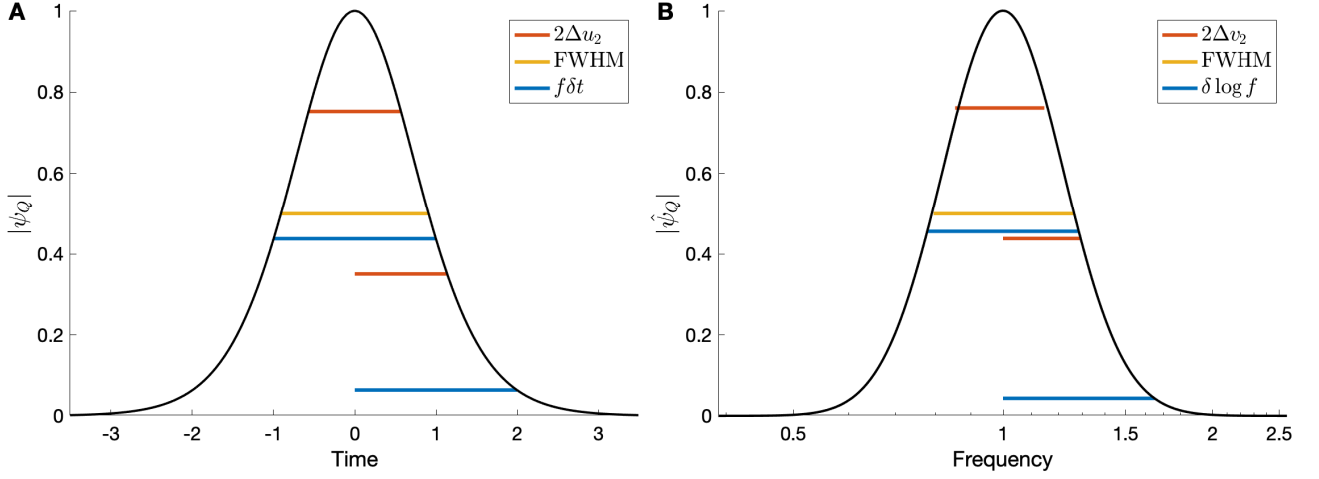 A
|ψ_Q|
1
0.8
0.6
0.4
0.2
0
-3 -2 -1 0 1 2 3
Time
2Δu₂
FWHM
fδt
B
|ψ̂_Q|
1
0.8
0.6
0.4
0.2
0
0.5 1 1.5 2 2.5
Frequency
2Δv₂
FWHM
δ log f